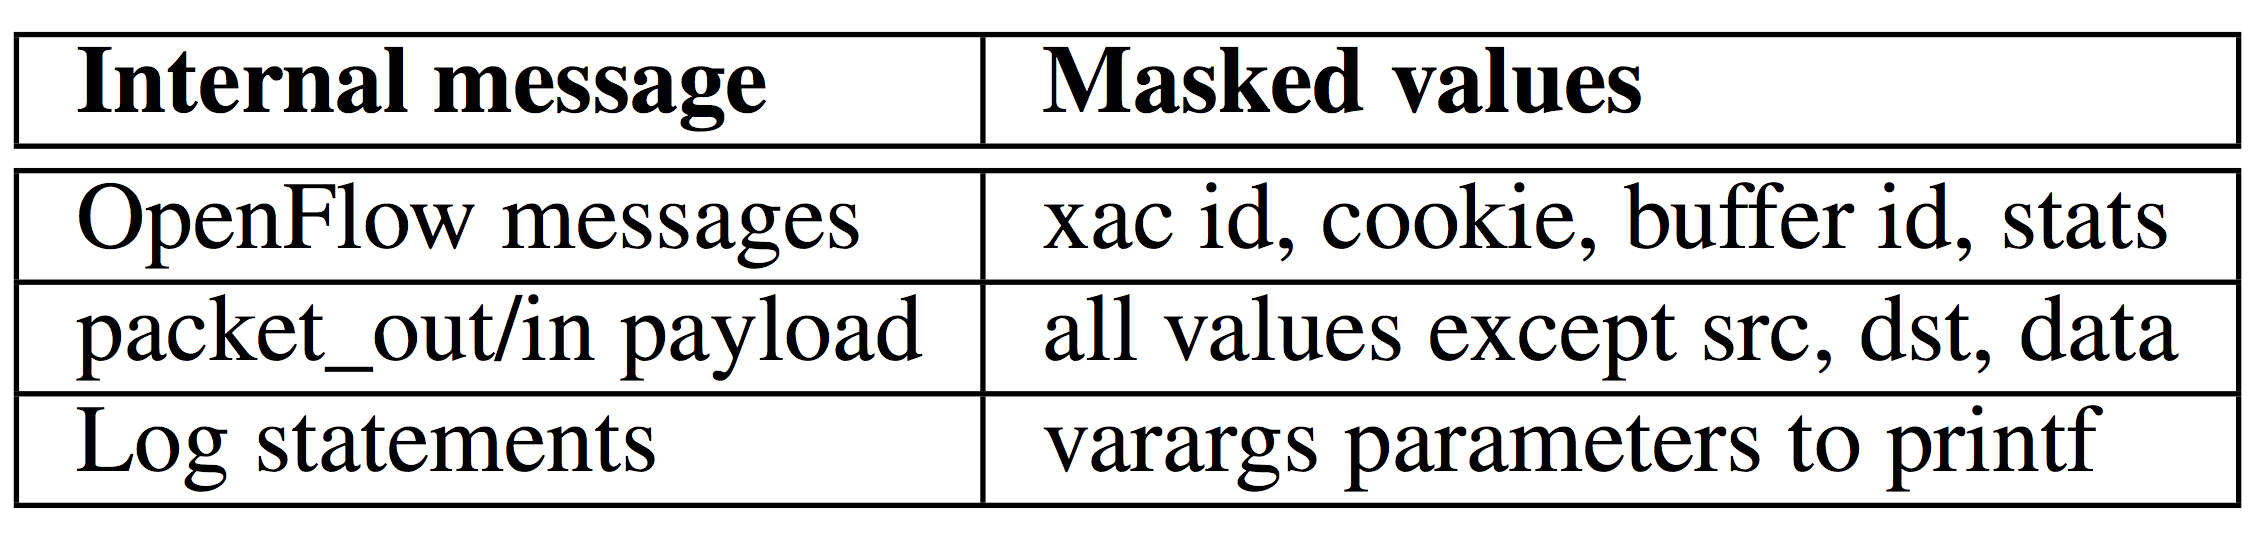 Internal message Masked values
OpenFlow messages xac id, cookie, buffer id, stats
packet_out/in payload all values except src, dst, data
Log statements varargs parameters to printf